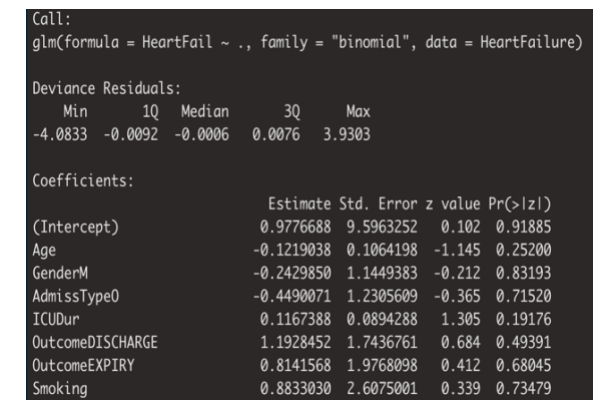 Call:
glm(formula = HeartFail ~ ., family = "binomial", data = HeartFailure)
Deviance Residuals:
Min 1Q Median 3Q Max
-4.0833 -0.0092 -0.0006 0.0076 3.9303
Coefficients:
Estimate Std. Error z value Pr(>|z|)
(Intercept) 0.9776688 9.5963252 0.102 0.91885
Age -0.1219038 0.1064198 -1.145 0.25200
GenderM -0.2429850 1.1449383 -0.212 0.83193
AdmissTypeO -0.4490071 1.2305609 -0.365 0.71520
ICUDur 0.1167388 0.0894288 1.305 0.19176
OutcomeDISCHARGE 1.1928452 1.7436761 0.684 0.49391
OutcomeEXPIRY 0.8141568 1.9768098 0.412 0.68045
Smoking 0.8833030 2.6075001 0.339 0.73479